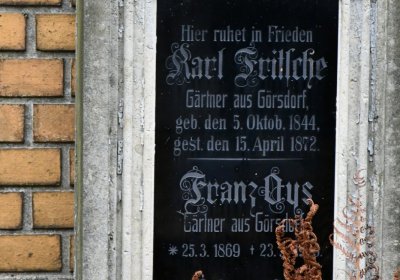 Hier ruhet in Frieden
Karl Fritsche
Gärtner aus Görsdorf,
geb. den 5. Oktob. 1844,
gest. den 15. April 1872.
Franz Nys
Gärtner aus
* 25.3.1869 † 23.